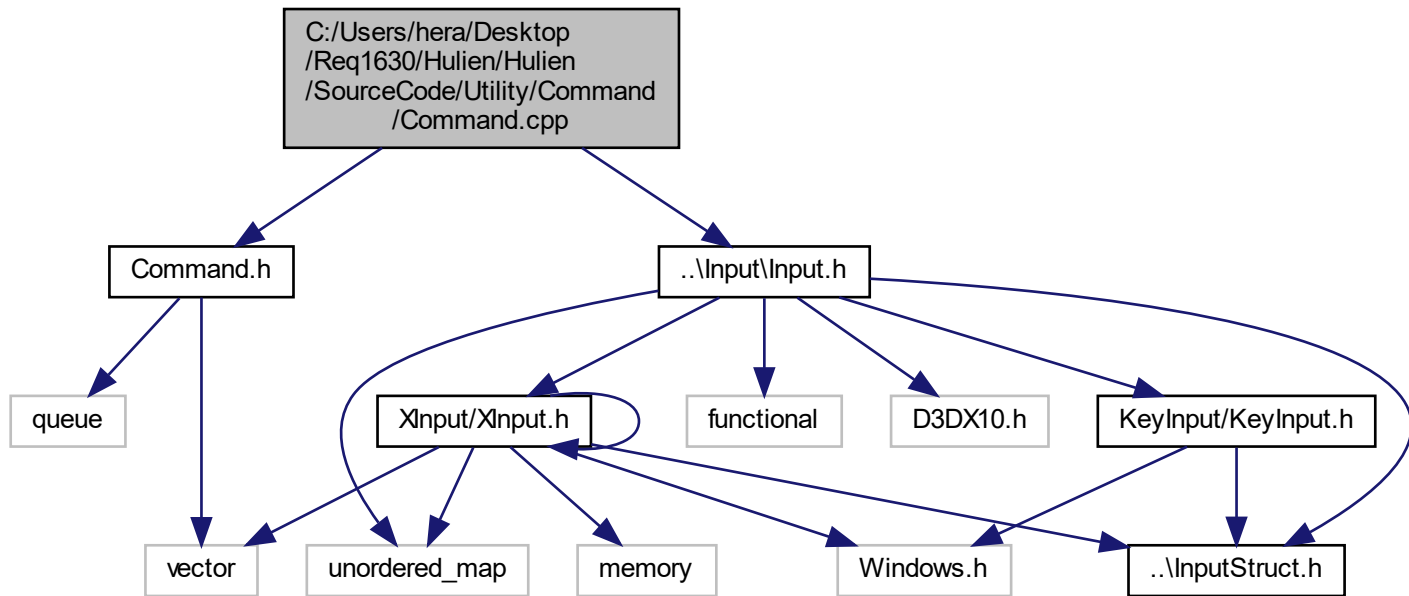 C:/Users/hera/Desktop
/Req1630/Hulien/Hulien
/SourceCode/Utility/Command
/Command.cpp
Command.h
..\Input\Input.h
queue
XInput/XInput.h
functional
D3DX10.h
KeyInput/KeyInput.h
vector
unordered_map
memory
Windows.h
..\InputStruct.h